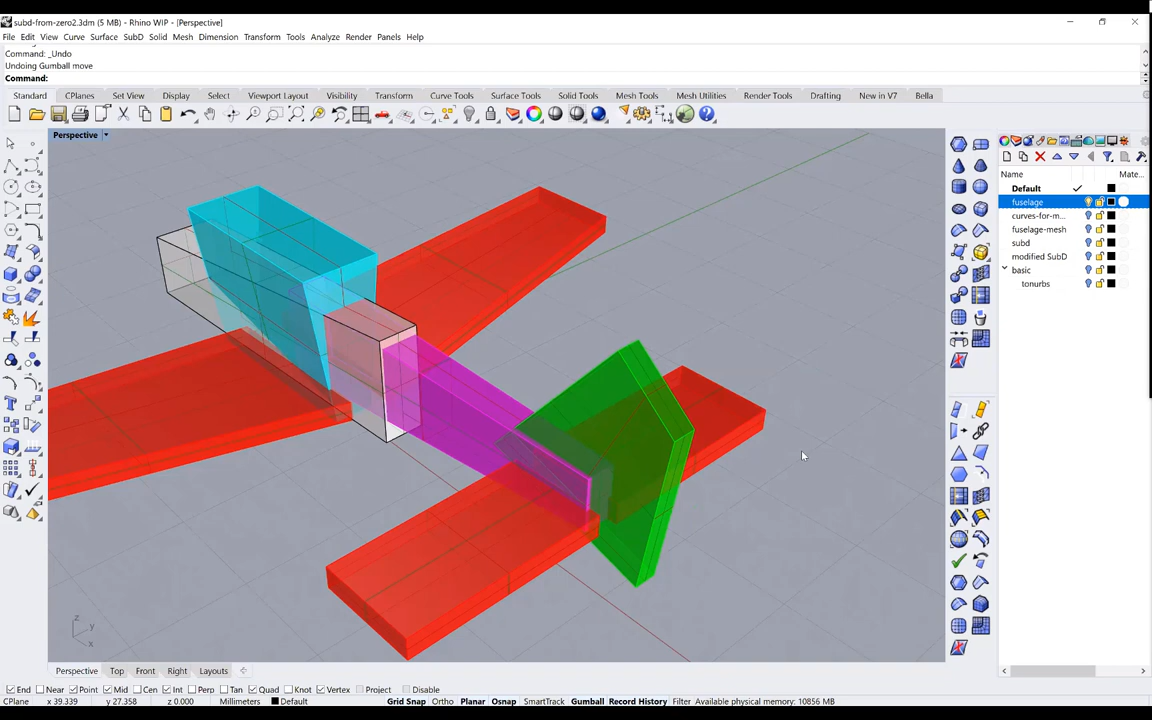 subd-from-zero2.3dm (5 MB) - Rhino WIP - [Perspective]
File Edit View Curve Surface SubD Solid Mesh Dimension Transform Tools Analyze Render Panels Help
Command: _Undo
Undoing Gumball move
Command:
Standard CPlanes Set View Display Select Viewport Layout Visibility Transform Curve Tools Surface Tools Solid Tools Mesh Tools Mesh Utilities Render Tools Drafting New in V7 Bella
Perspective
Name Mate...
Default
fuselage
curves-for-m...
fuselage-mesh
subd
modified SubD
basic
tonurbs
z
y
x
Perspective Top Front Right Layouts
End Near Point Mid Cen Int Perp Tan Quad Knot Vertex Project Disable
CPlane x 39.339 y 27.358 z 0.000 Millimeters Default Grid Snap Ortho Planar Osnap SmartTrack Gumball Record History Filter Available physical memory: 10856 MB